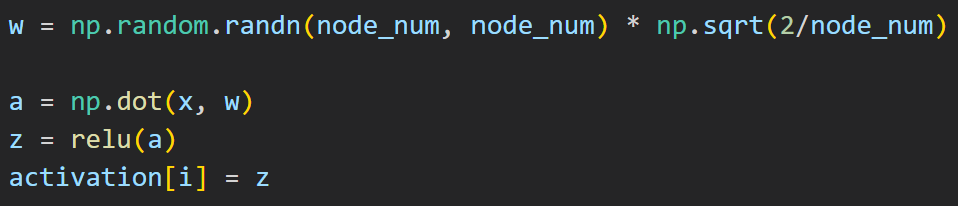 w = np.random.randn(node_num, node_num) * np.sqrt(2/node_num)
a = np.dot(x, w)
z = relu(a)
activation[i] = z